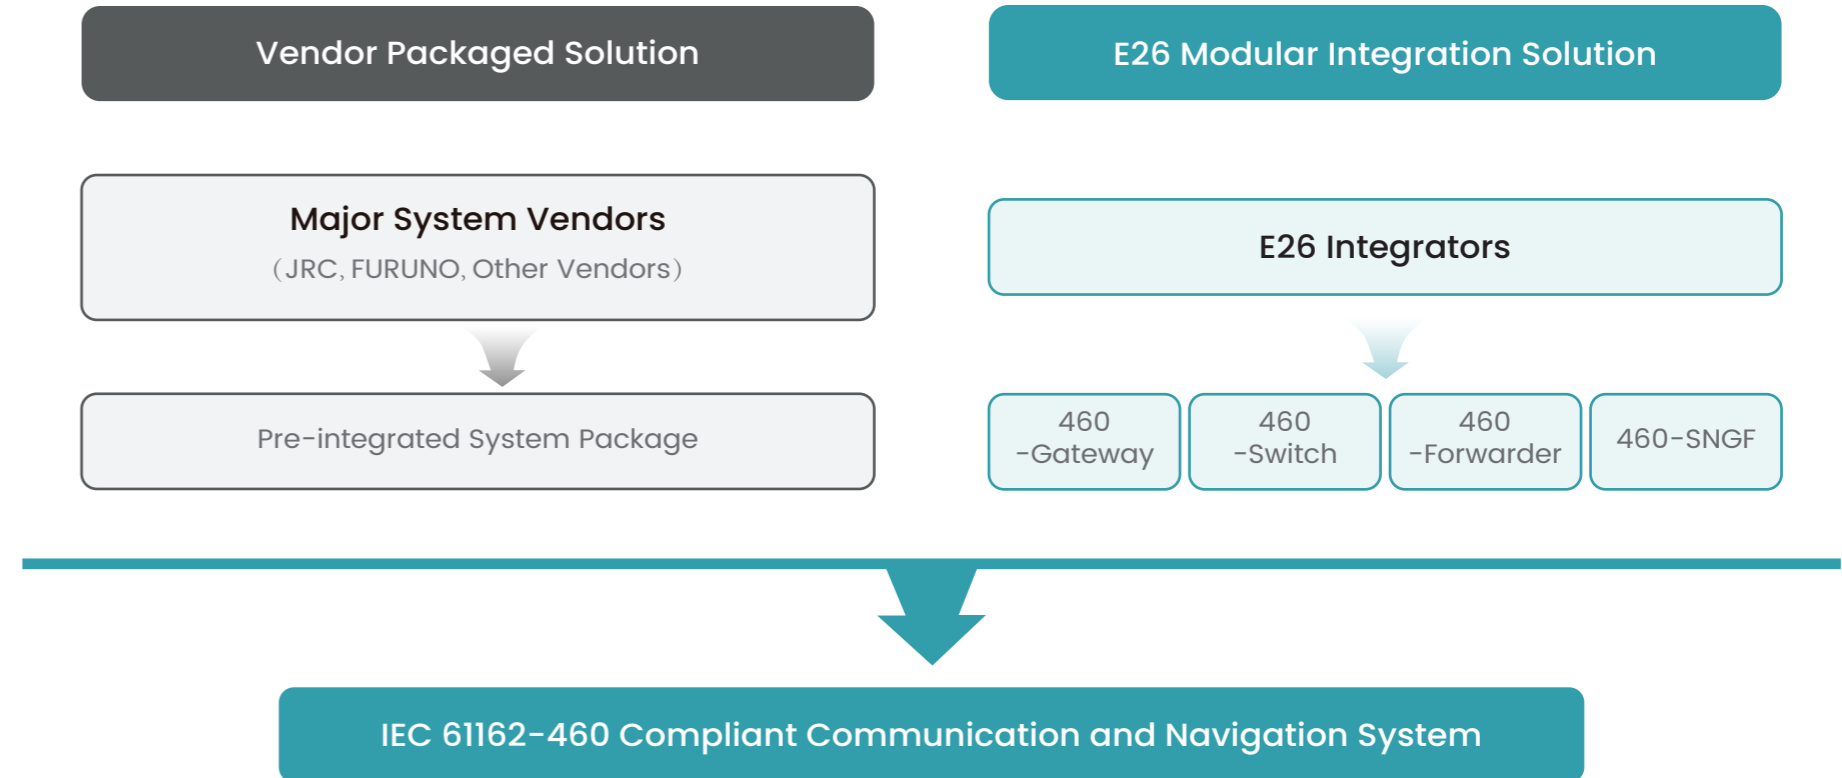 Vendor Packaged Solution
E26 Modular Integration Solution
Major System Vendors
（JRC, FURUNO, Other Vendors）
E26 Integrators
Pre-integrated System Package
460
-Gateway
460
-Switch
460
-Forwarder
460-SNGF
IEC 61162-460 Compliant Communication and Navigation System